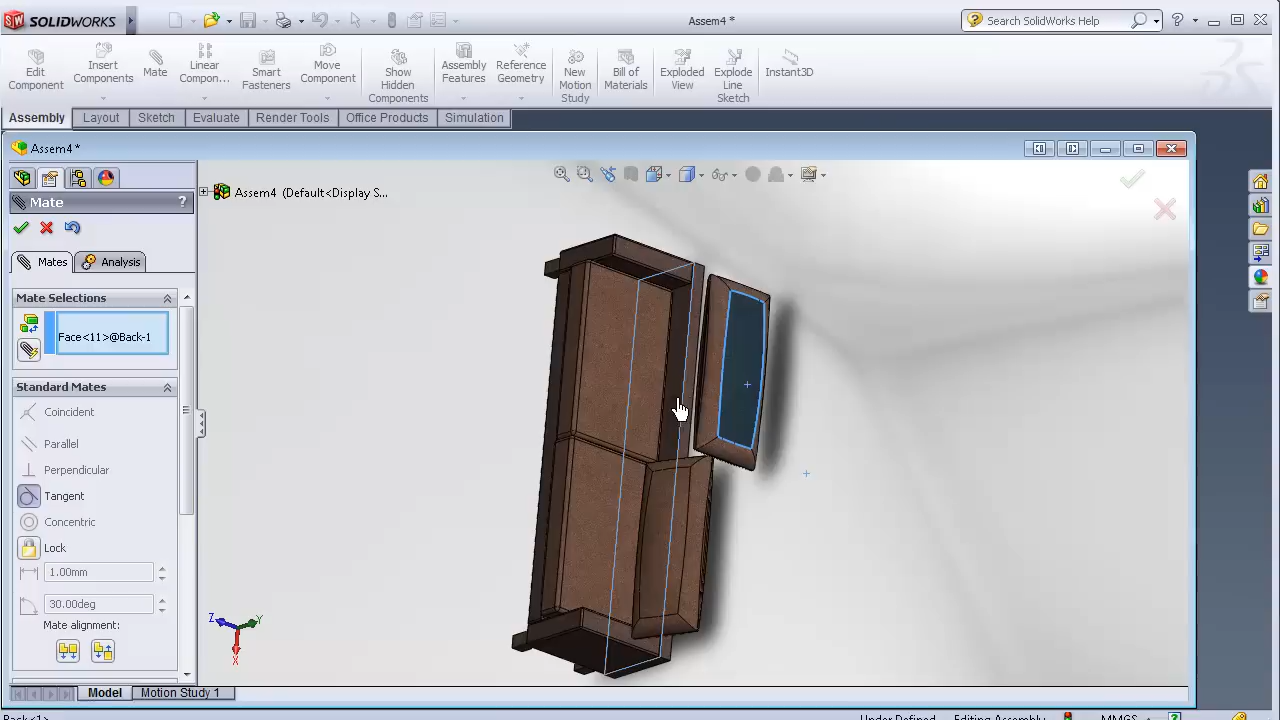 SOLIDWORKS
Assem4 *
Search SolidWorks Help
?
Edit Component
Insert Components
Mate
Linear Compon...
Smart Fasteners
Move Component
Show Hidden Components
Assembly Features
Reference Geometry
New Motion Study
Bill of Materials
Exploded View
Explode Line Sketch
Instant3D
Assembly
Layout
Sketch
Evaluate
Render Tools
Office Products
Simulation
Assem4 *
Assem4 (Default<Display S...
Mate
?
Mates
Analysis
Mate Selections
Face<11>@Back-1
Standard Mates
Coincident
Parallel
Perpendicular
Tangent
Concentric
Lock
1.00mm
30.00deg
Mate alignment:
Z
Y
X
Model
Motion Study 1
Back<1>
Under Defined
Editing Assembly
MMGS
?